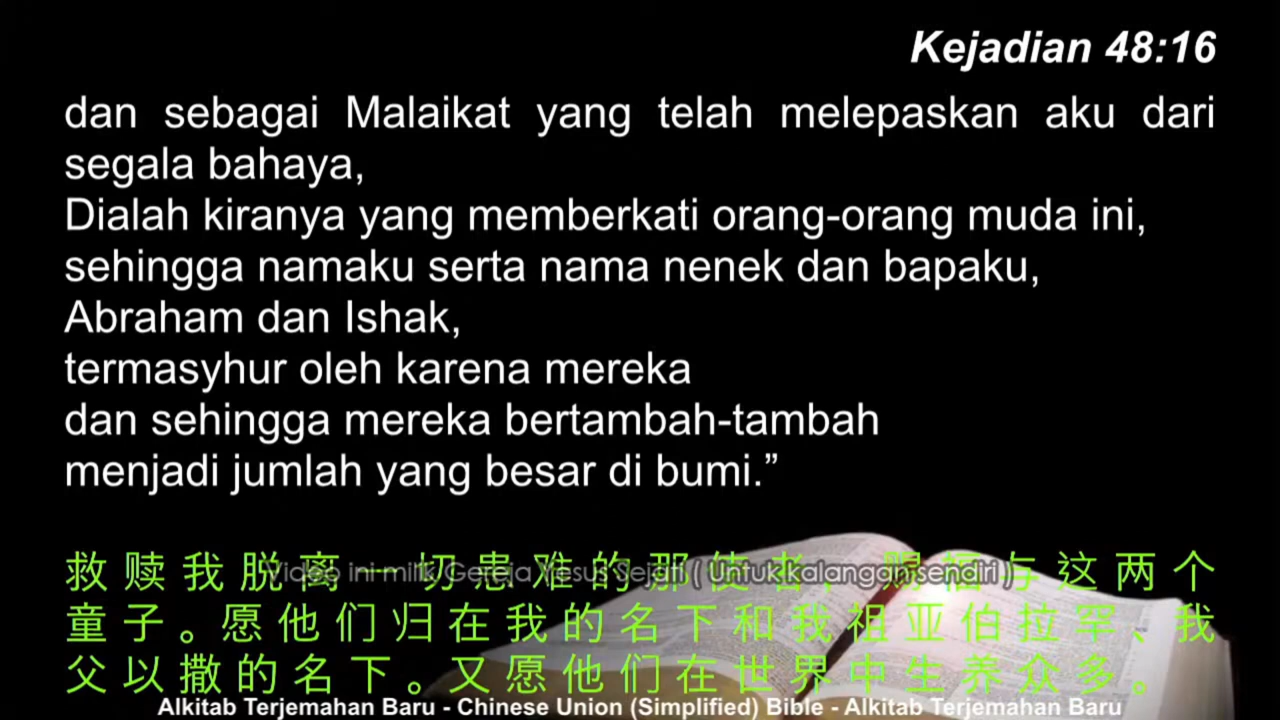 Kejadian 48:16
dan sebagai Malaikat yang telah melepaskan aku dari
segala bahaya,
Dialah kiranya yang memberkati orang-orang muda ini,
sehingga namaku serta nama nenek dan bapaku,
Abraham dan Ishak,
termasyhur oleh karena mereka
dan sehingga mereka bertambah-tambah
menjadi jumlah yang besar di bumi.”
救赎我脱离一切患难的那使者，赐福与这两个
Video ini milik Gereja Yesus Sejati ( Untuk kalangan sendiri )
童子。愿他们归在我的名下和我祖亚伯拉罕、我
父以撒的名下。又愿他们在世界中生养众多。
Alkitab Terjemahan Baru - Chinese Union (Simplified) Bible - Alkitab Terjemahan Baru